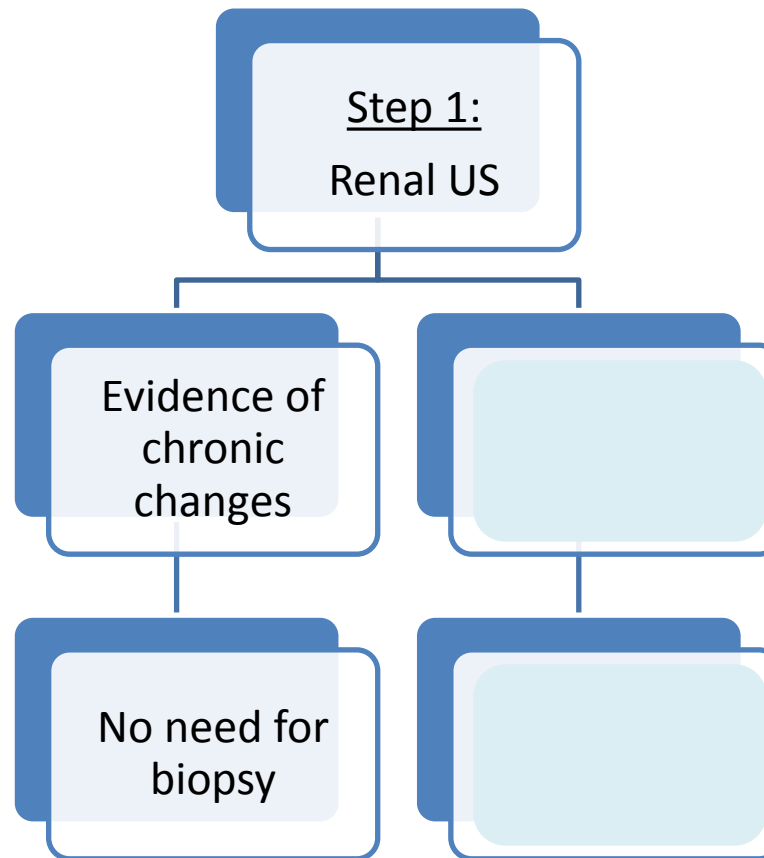 Step 1:
Renal US
Evidence of
chronic
changes
No need for
biopsy